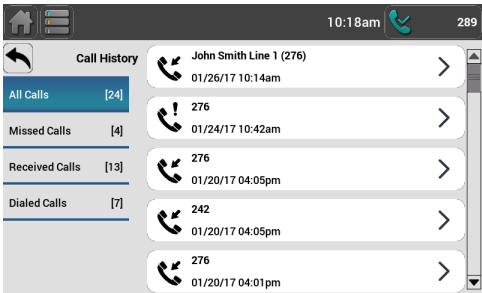 10:18am 289
Call History
All Calls [24]
Missed Calls [4]
Received Calls [13]
Dialed Calls [7]
John Smith Line 1 (276)
01/26/17 10:14am
276
01/24/17 10:42am
276
01/20/17 04:05pm
242
01/20/17 04:05pm
276
01/20/17 04:01pm